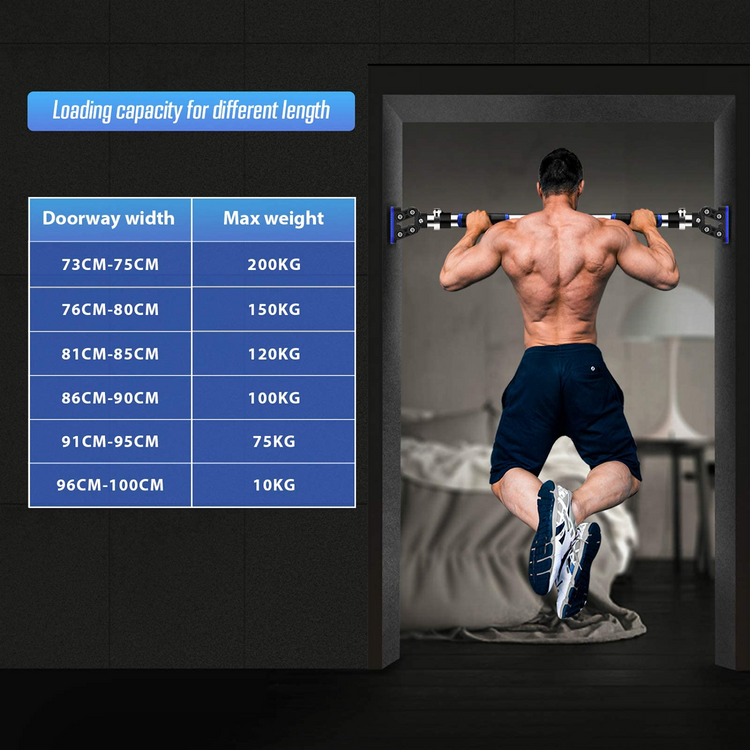 Loading capacity for different length
Doorway width Max weight
73CM-75CM 200KG
76CM-80CM 150KG
81CM-85CM 120KG
86CM-90CM 100KG
91CM-95CM 75KG
96CM-100CM 10KG